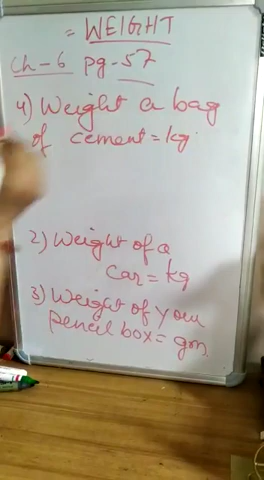 = WEIGHT
Ch-6 pg-57
4) Weight a bag
of cement = kg.
2) Weight of a
car = kg
3) Weight of your
pencil box = gm